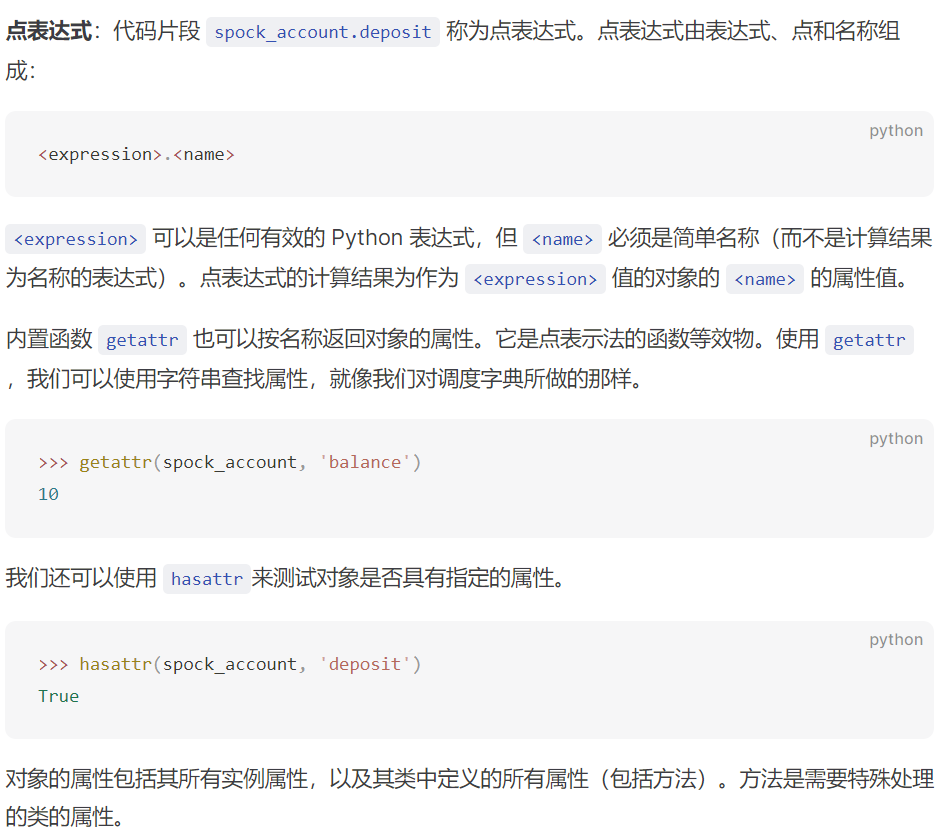 点表达式：代码片段 spock_account.deposit 称为点表达式。点表达式由表达式、点和名称组
成：
python
<expression>.<name>
<expression> 可以是任何有效的 Python 表达式，但 <name> 必须是简单名称（而不是计算结果
为名称的表达式）。点表达式的计算结果为作为 <expression> 值的对象的 <name> 的属性值。
内置函数 getattr 也可以按名称返回对象的属性。它是点表示法的函数等效物。使用 getattr
，我们可以使用字符串查找属性，就像我们对调度字典所做的那样。
python
>>> getattr(spock_account, 'balance')
10
我们还可以使用 hasattr 来测试对象是否具有指定的属性。
python
>>> hasattr(spock_account, 'deposit')
True
对象的属性包括其所有实例属性，以及其类中定义的所有属性（包括方法）。方法是需要特殊处理
的类的属性。